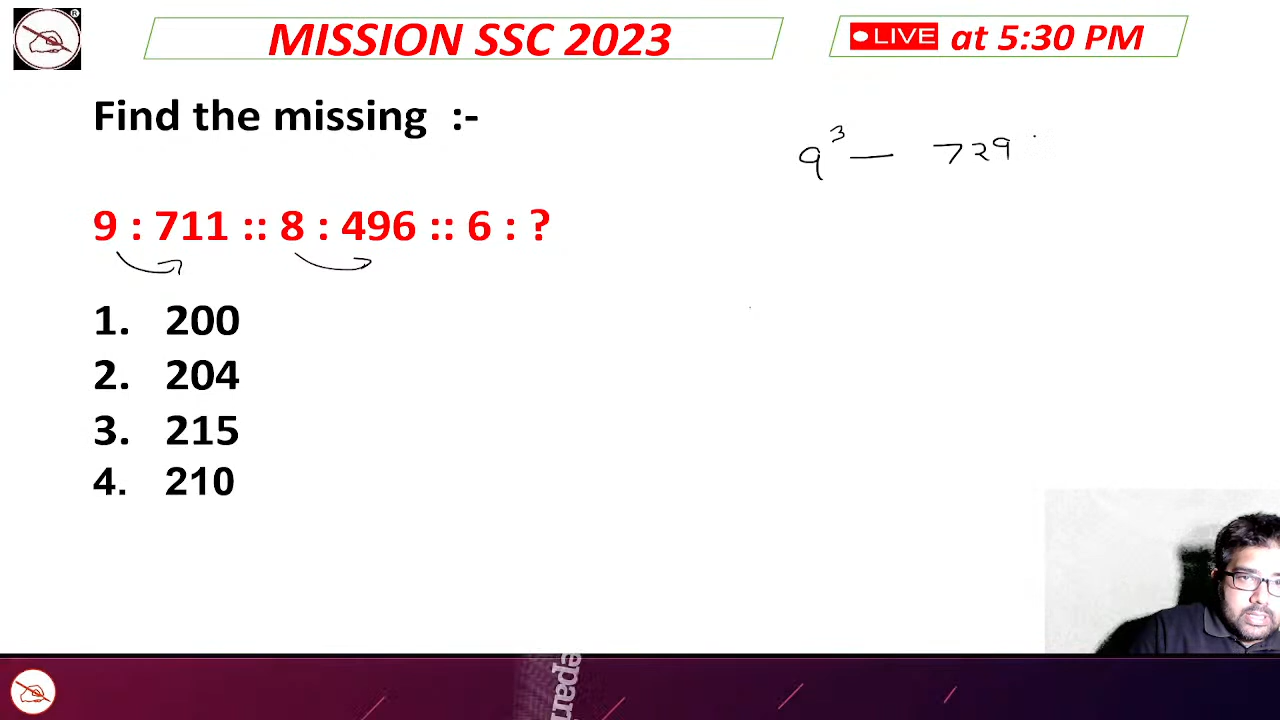 MISSION SSC 2023
LIVE at 5:30 PM
Find the missing :-
9³ — 729
9 : 711 :: 8 : 496 :: 6 : ?
1. 200
2. 204
3. 215
4. 210
epari